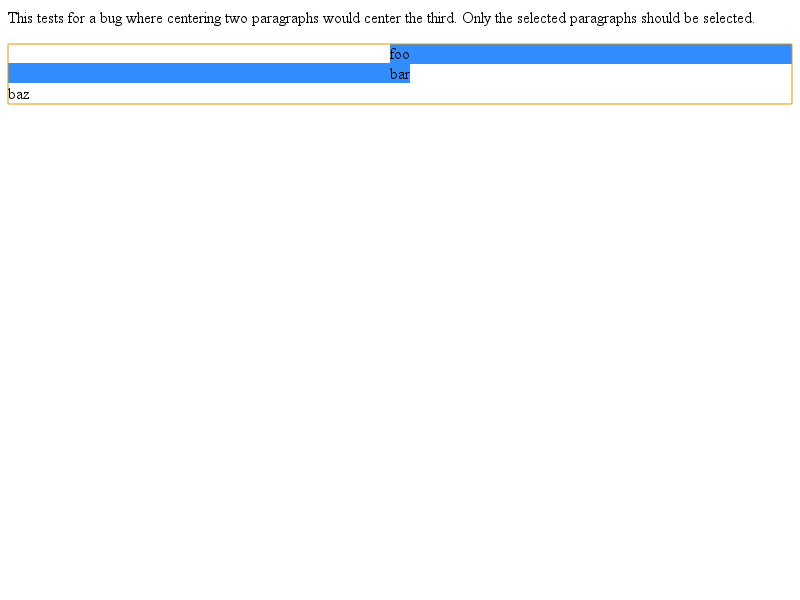 This tests for a bug where centering two paragraphs would center the third. Only the selected paragraphs should be selected.
foo
bar
baz